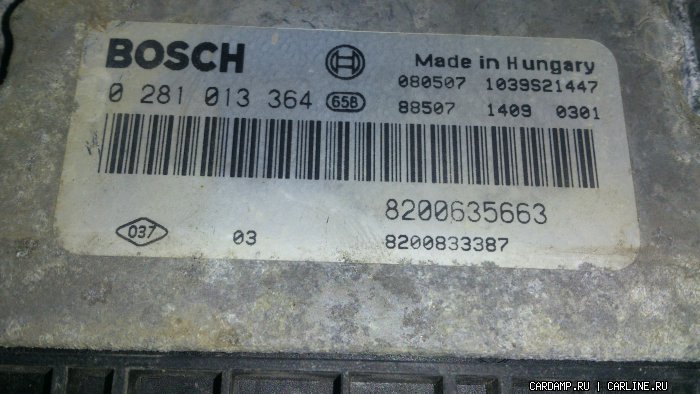 BOSCH
Made in Hungary
080507 1039S21447
0 281 013 364 65B
88507 1409 0301
8200635663
037 03
8200833387
CARDAMP.RU | CARLINE.RU